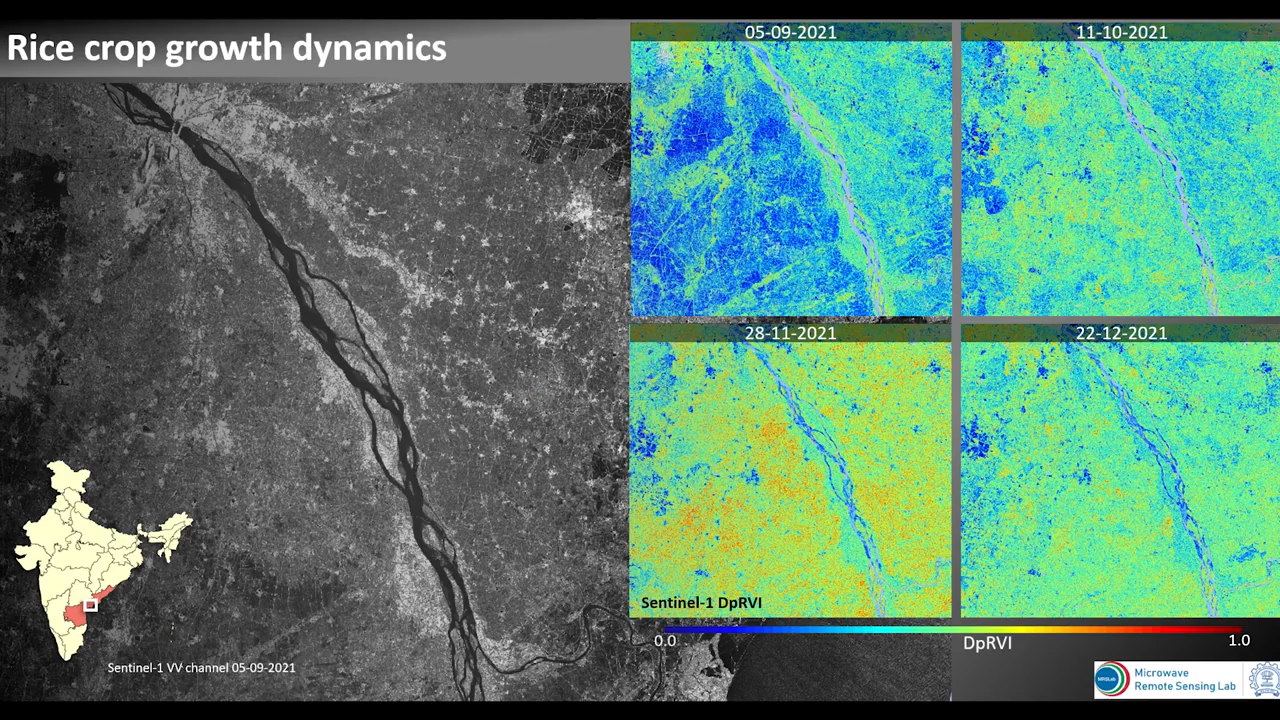 Rice crop growth dynamics
05-09-2021
11-10-2021
28-11-2021
22-12-2021
Sentinel-1 DpRVI
0.0
DpRVI
1.0
Sentinel-1 VV channel 05-09-2021
MRSLab
Microwave
Remote Sensing Lab